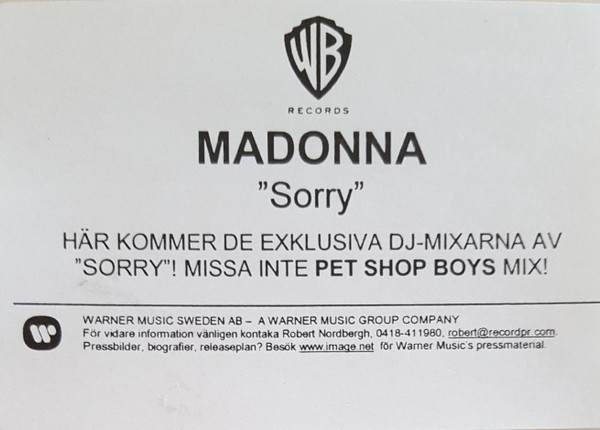 WB
RECORDS
MADONNA
”Sorry”
HÄR KOMMER DE EXKLUSIVA DJ-MIXARNA AV
”SORRY”! MISSA INTE PET SHOP BOYS MIX!
WARNER MUSIC SWEDEN AB – A WARNER MUSIC GROUP COMPANY
För vidare information vänligen kontaka Robert Nordbergh, 0418-411980, robert@recordpr.com.
Pressbilder, biografier, releaseplan? Besök www.image.net för Warner Music's pressmaterial.